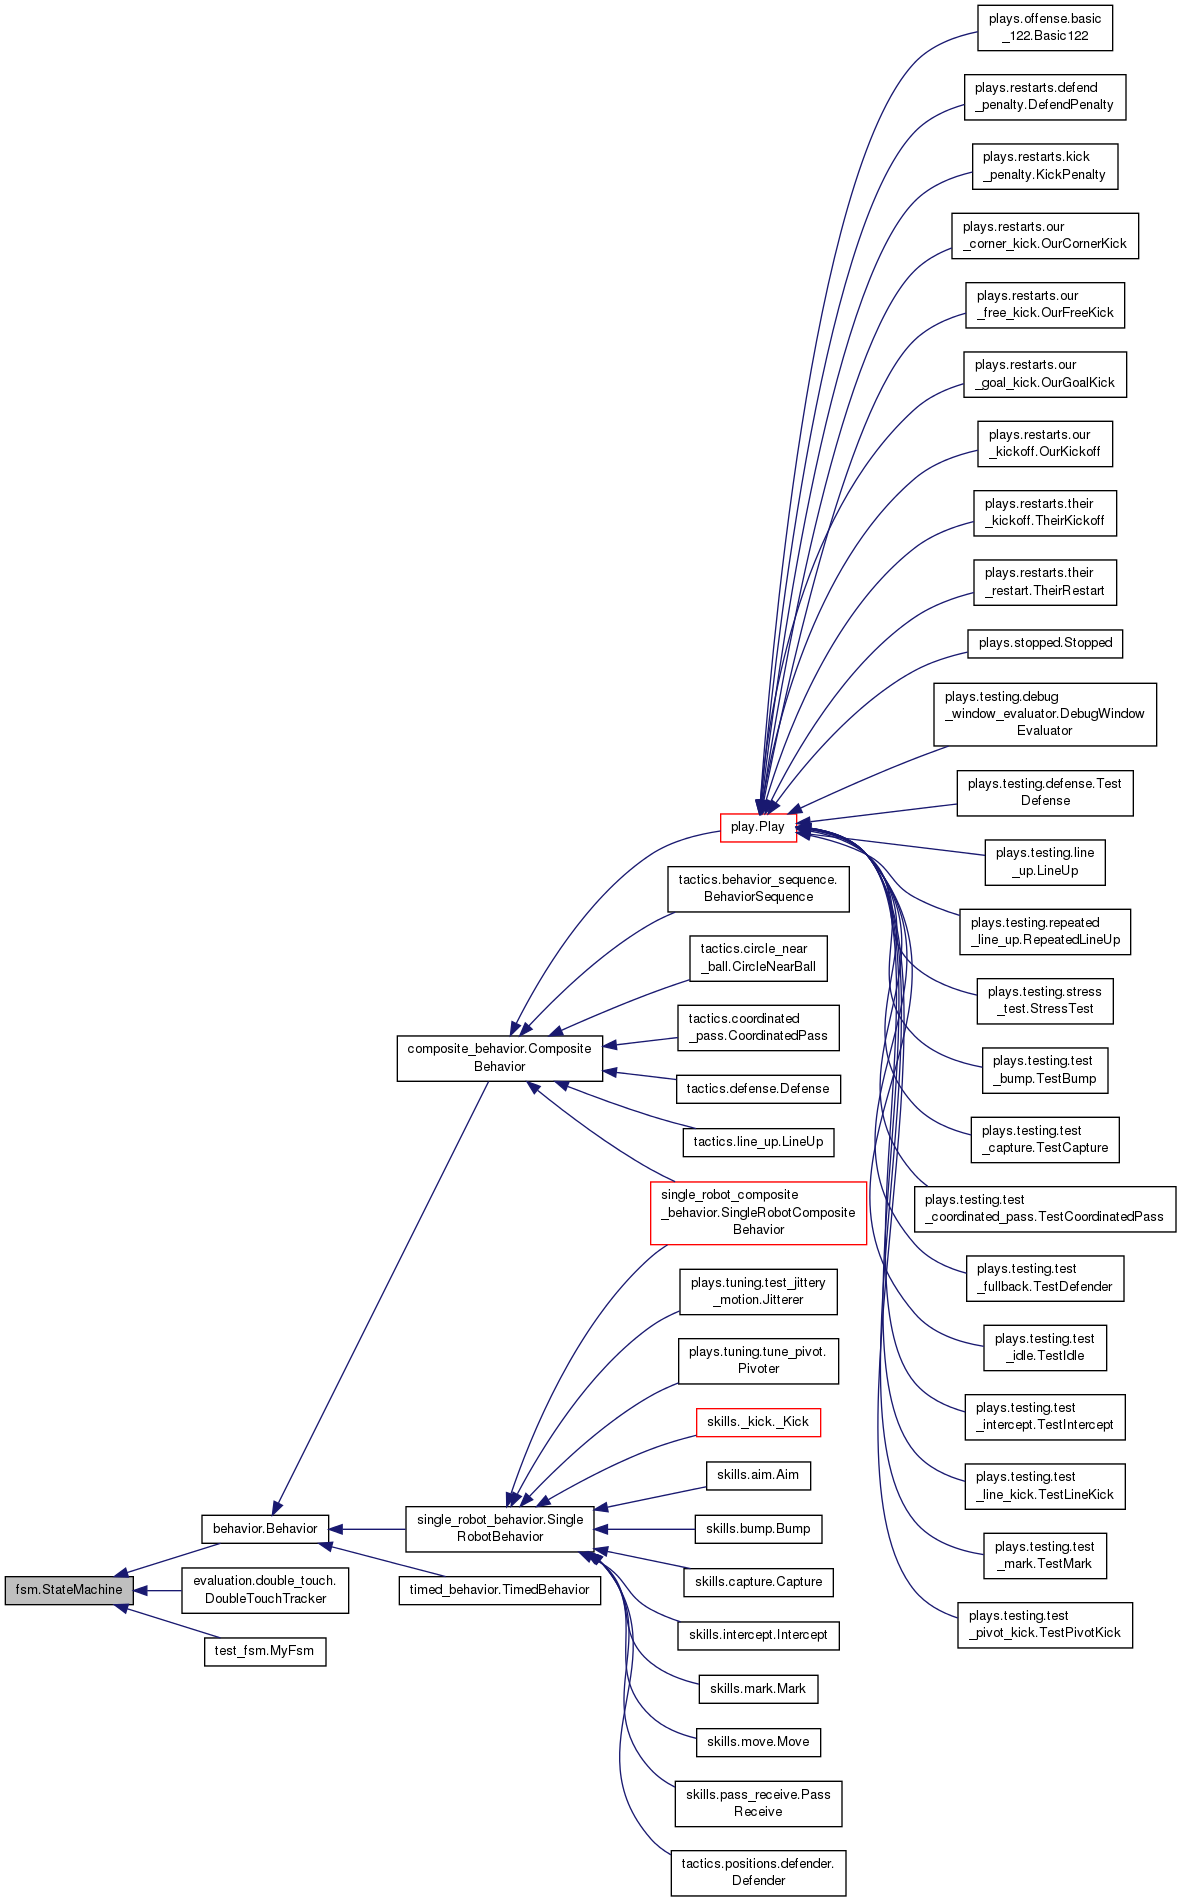 plays.offense.basic
_122.Basic122
plays.restarts.defend
_penalty.DefendPenalty
plays.restarts.kick
_penalty.KickPenalty
plays.restarts.our
_corner_kick.OurCornerKick
plays.restarts.our
_free_kick.OurFreeKick
plays.restarts.our
_goal_kick.OurGoalKick
plays.restarts.our
_kickoff.OurKickoff
plays.restarts.their
_kickoff.TheirKickoff
plays.restarts.their
_restart.TheirRestart
plays.stopped.Stopped
plays.testing.debug
_window_evaluator.DebugWindow
Evaluator
plays.testing.defense.Test
Defense
play.Play
plays.testing.line
_up.LineUp
tactics.behavior_sequence.
BehaviorSequence
plays.testing.repeated
_line_up.RepeatedLineUp
tactics.circle_near
_ball.CircleNearBall
plays.testing.stress
_test.StressTest
tactics.coordinated
_pass.CoordinatedPass
composite_behavior.Composite
Behavior
plays.testing.test
_bump.TestBump
tactics.defense.Defense
plays.testing.test
_capture.TestCapture
tactics.line_up.LineUp
single_robot_composite
_behavior.SingleRobotComposite
Behavior
plays.testing.test
_coordinated_pass.TestCoordinatedPass
plays.testing.test
_fullback.TestDefender
plays.tuning.test_jittery
_motion.Jitterer
plays.testing.test
_idle.TestIdle
plays.tuning.tune_pivot.
Pivoter
plays.testing.test
_intercept.TestIntercept
skills._kick._Kick
skills.aim.Aim
plays.testing.test
_line_kick.TestLineKick
behavior.Behavior
single_robot_behavior.Single
RobotBehavior
skills.bump.Bump
plays.testing.test
_mark.TestMark
fsm.StateMachine
evaluation.double_touch.
DoubleTouchTracker
timed_behavior.TimedBehavior
skills.capture.Capture
plays.testing.test
_pivot_kick.TestPivotKick
test_fsm.MyFsm
skills.intercept.Intercept
skills.mark.Mark
skills.move.Move
skills.pass_receive.Pass
Receive
tactics.positions.defender.
Defender